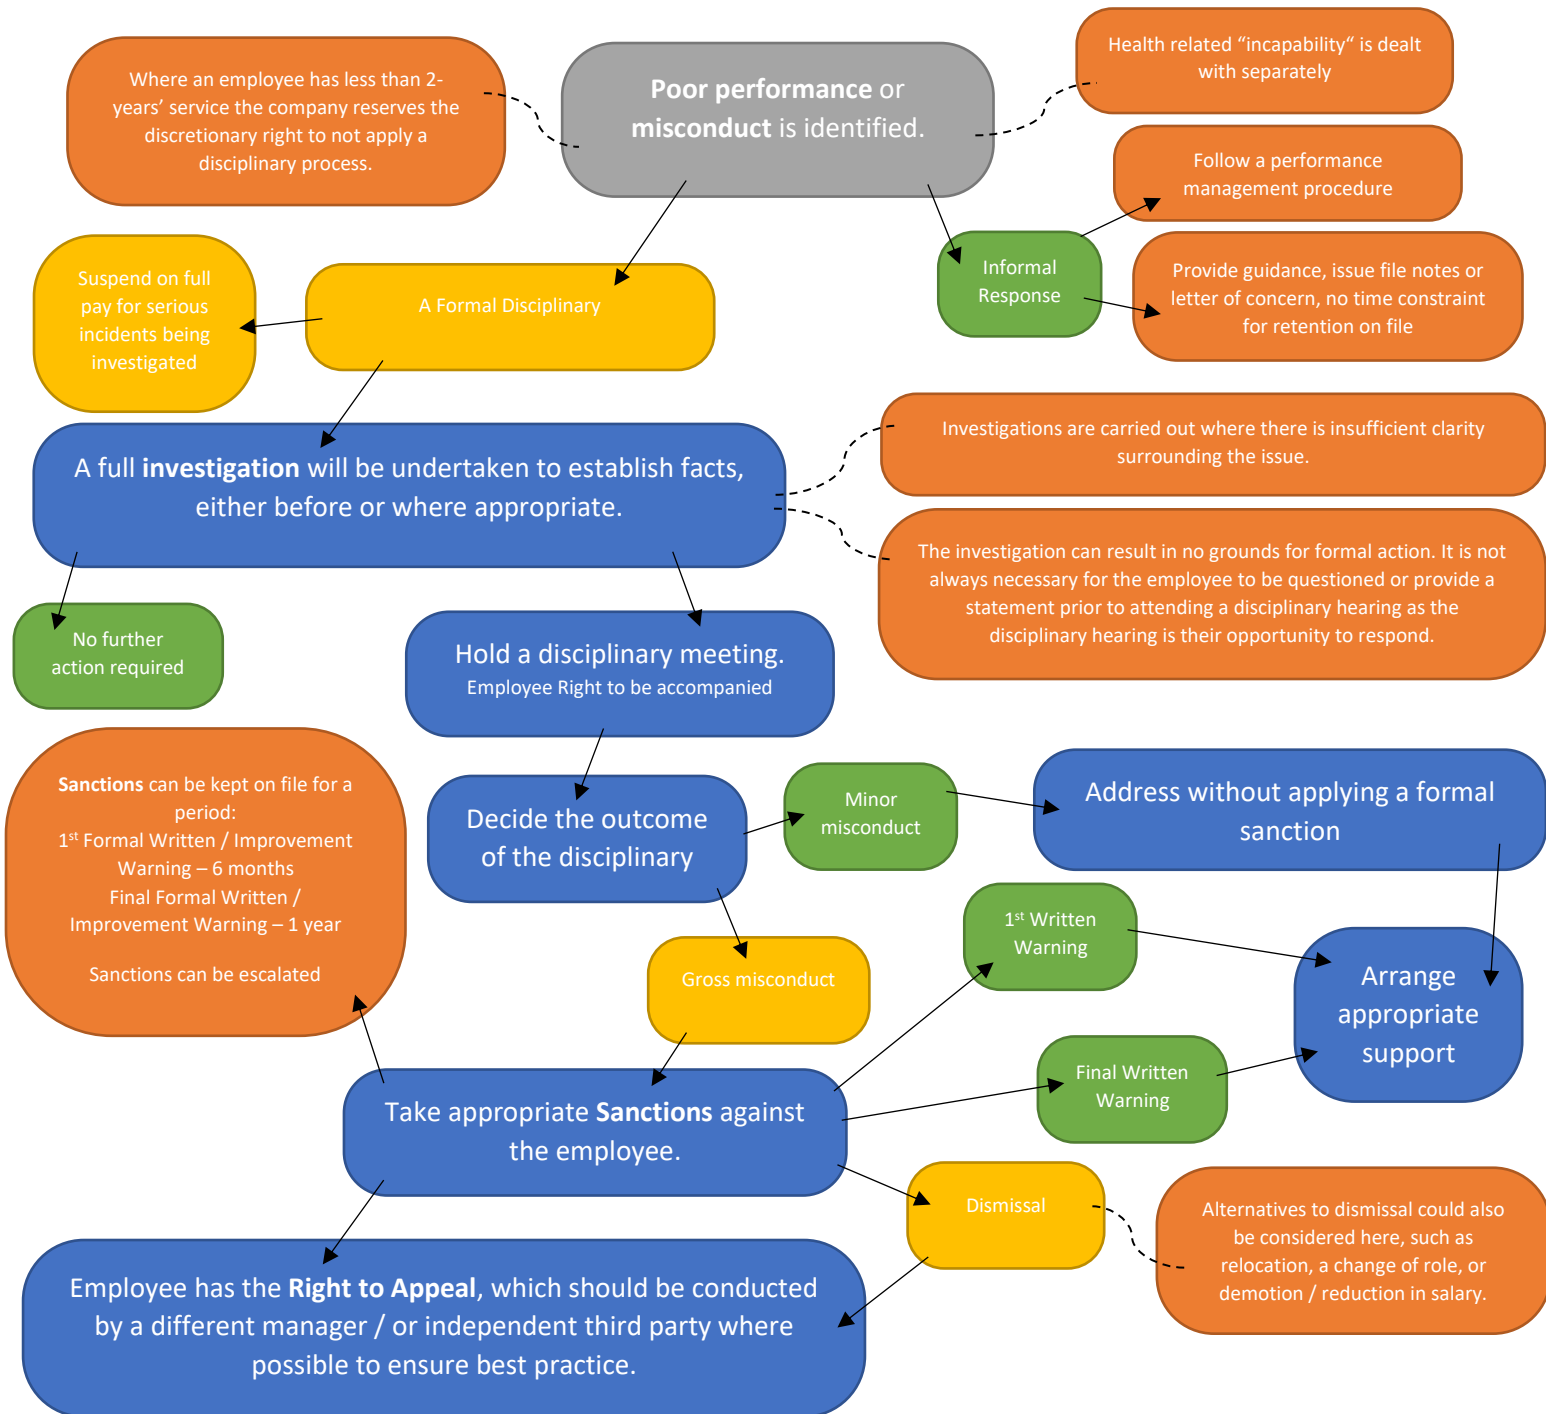 Where an employee has less than 2-
years’ service the company reserves the
discretionary right to not apply a
disciplinary process.
Poor performance or
misconduct is identified.
Health related “incapability“ is dealt
with separately
Follow a performance
management procedure
Informal
Response
Provide guidance, issue file notes or
letter of concern, no time constraint
for retention on file
Suspend on full
pay for serious
incidents being
investigated
A Formal Disciplinary
A full investigation will be undertaken to establish facts,
either before or where appropriate.
Investigations are carried out where there is insufficient clarity
surrounding the issue.
The investigation can result in no grounds for formal action. It is not
always necessary for the employee to be questioned or provide a
statement prior to attending a disciplinary hearing as the
disciplinary hearing is their opportunity to respond.
No further
action required
Hold a disciplinary meeting.
Employee Right to be accompanied
Sanctions can be kept on file for a
period:
1st Formal Written / Improvement
Warning – 6 months
Final Formal Written /
Improvement Warning – 1 year
Sanctions can be escalated
Decide the outcome
of the disciplinary
Minor
misconduct
Address without applying a formal
sanction
1st Written
Warning
Gross misconduct
Arrange
appropriate
support
Final Written
Warning
Take appropriate Sanctions against
the employee.
Dismissal
Alternatives to dismissal could also
be considered here, such as
relocation, a change of role, or
demotion / reduction in salary.
Employee has the Right to Appeal, which should be conducted
by a different manager / or independent third party where
possible to ensure best practice.